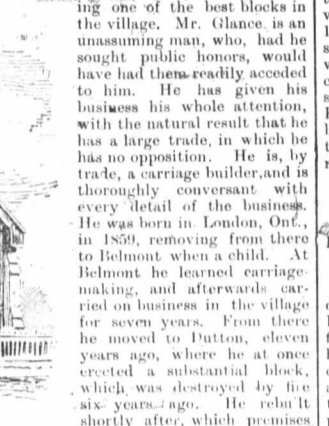 ing one of the best blocks in
the village. Mr. Glance is an
unassuming man, who, had he
sought public honors, would
have had them readily acceded
to him. He has given his
business his whole attention,
with the natural result that he
has a large trade, in which he
has no opposition. He is, by
trade, a carriage builder,and is
thoroughly conversant with
every detail of the business.
He was born in London, Ont.,
in 1859, removing from there
to Belmont when a child. At
Belmont he learned carriage-
making, and afterwards car-
ried on business in the village
for seven years. From there
he moved to Dutton, eleven
years ago, where he at once
erected a substantial block,
which was destroyed by fire
six years ago. He rebuilt
shortly after, which premises